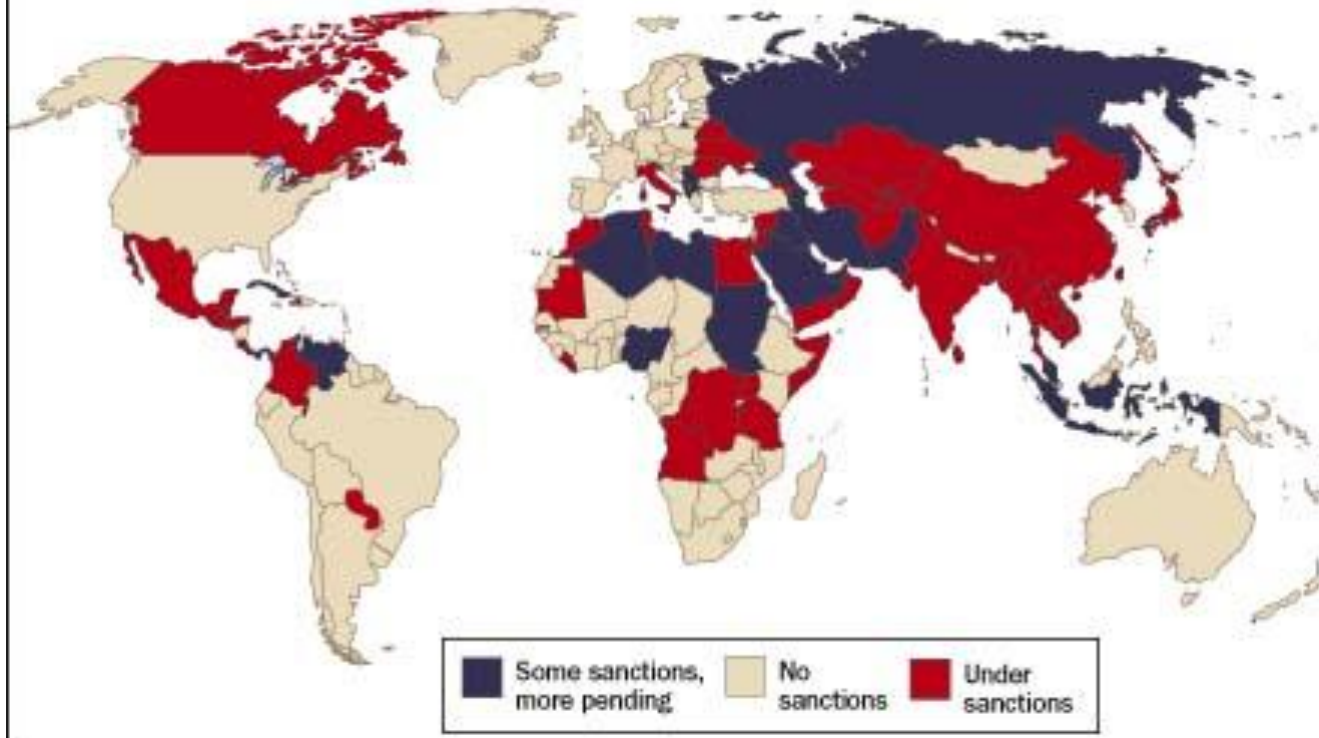 Some sanctions,
more pending
No
sanctions
Under
sanctions